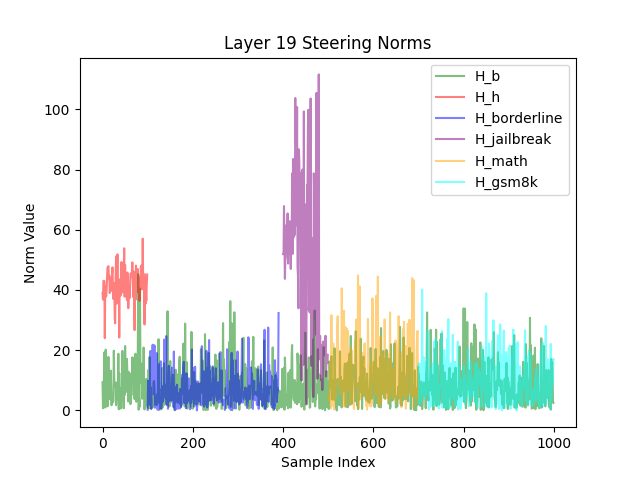 Layer 19 Steering Norms
Norm Value
100
80
60
40
20
0
H_b
H_h
H_borderline
H_jailbreak
H_math
H_gsm8k
0 200 400 600 800 1000
Sample Index